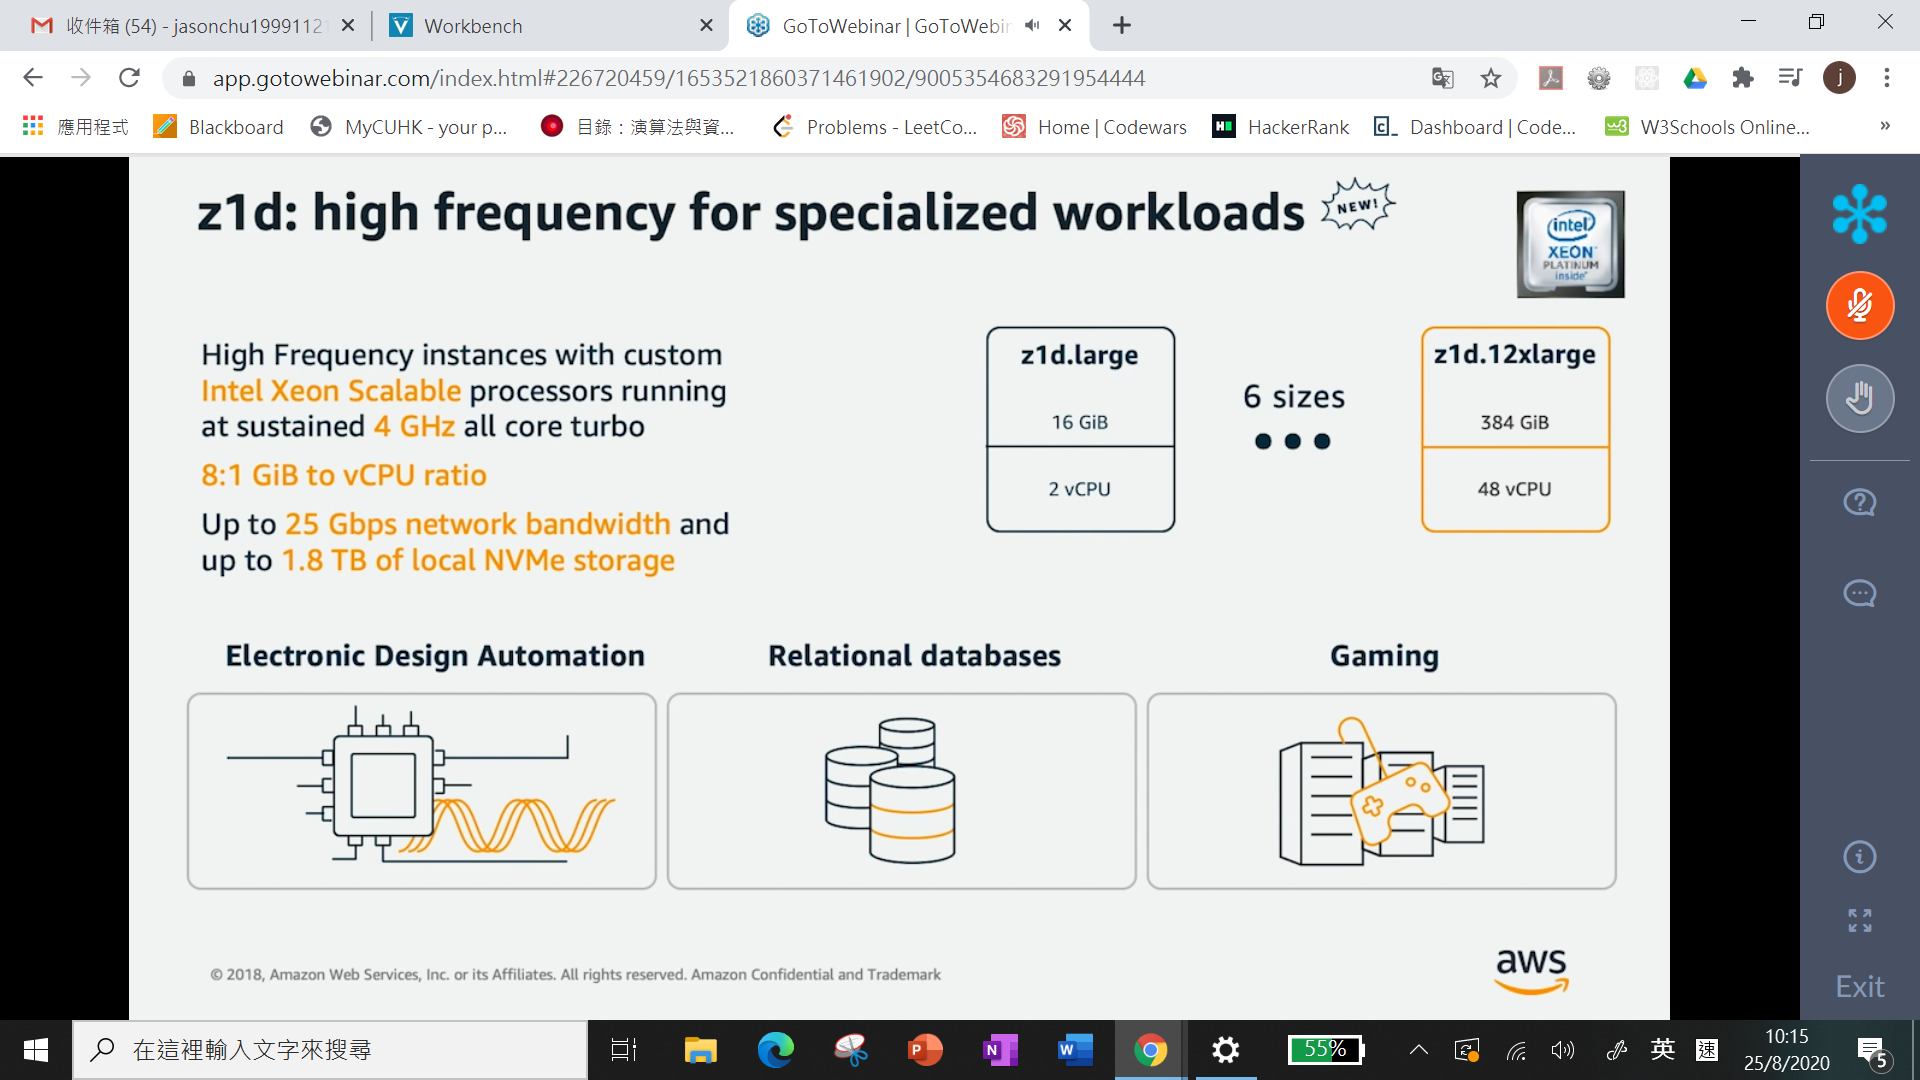 收件箱 (54) - jasonchu19991121
Workbench
GoToWebinar | GoToWebin
app.gotowebinar.com/index.html#226720459/1653521860371461902/9005354683291954444
j
應用程式
Blackboard
MyCUHK - your p...
目錄：演算法與資...
Problems - LeetCo...
Home | Codewars
HackerRank
Dashboard | Code...
W3Schools Online...
»
z1d: high frequency for specialized workloads
NEW!
intel
XEON
PLATINUM
inside
High Frequency instances with custom
Intel Xeon Scalable processors running
at sustained 4 GHz all core turbo
8:1 GiB to vCPU ratio
Up to 25 Gbps network bandwidth and
up to 1.8 TB of local NVMe storage
z1d.large
16 GiB
2 vCPU
6 sizes
z1d.12xlarge
384 GiB
48 vCPU
Electronic Design Automation
Relational databases
Gaming
© 2018, Amazon Web Services, Inc. or its Affiliates. All rights reserved. Amazon Confidential and Trademark
aws
Exit
在這裡輸入文字來搜尋
55%
英
速
10:15
25/8/2020
5